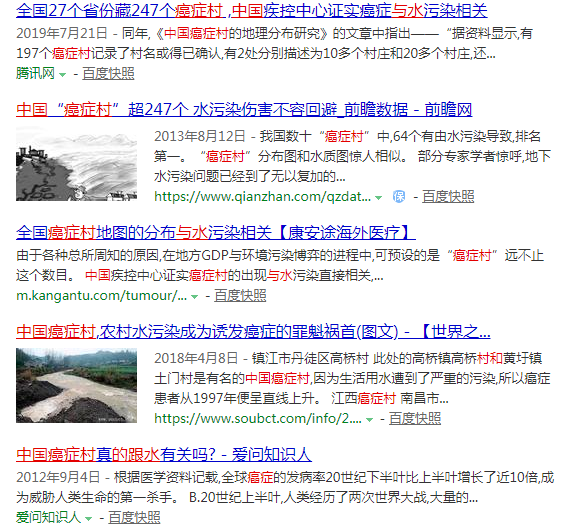 全国27个省份藏247个癌症村 ,中国疾控中心证实癌症与水污染相关
2019年7月21日 - 同年,《中国癌症村的地理分布研究》的文章中指出——“据资料显示,有
197个癌症村记录了村名或得已确认,有2处分别描述为10多个村庄和20多个村庄,还...
腾讯网 - 百度快照
中国“癌症村”超247个 水污染伤害不容回避_前瞻数据 - 前瞻网
2013年8月12日 - 我国数十“癌症村”中,64个有由水污染导致,排名
第一。“癌症村”分布图和水质图惊人相似。 部分专家学者惊呼,地下
水污染问题已经到了无以复加的...
https://www.qianzhan.com/qzdat... 保 - 百度快照
全国癌症村地图的分布与水污染相关【康安途海外医疗】
由于各种总所周知的原因,在地方GDP与环境污染博弈的进程中,可预设的是“癌症村”远不止
这个数目。 中国疾控中心证实癌症的出现与水污染直接相关,...
m.kangantu.com/tumour/... - 百度快照
中国癌症村,农村水污染成为诱发癌症的罪魁祸首(图文) - 【世界之...
2018年4月8日 - 镇江市丹徒区高桥村 此处的高桥镇高桥村和黄圩镇
土门村是有名的中国癌症村,因为生活用水遭到了严重的污染,所以癌症
患者从1997年便呈直线上升。 江西癌症村 南昌市...
https://www.soubct.com/info/2.... - 百度快照
中国癌症村真的跟水有关吗? - 爱问知识人
2012年9月4日 - 根据医学资料记载,全球癌症的发病率20世纪下半叶比上半叶增长了近10倍,成
为威胁人类生命的第一杀手。 B.20世纪上半叶,人类经历了两次世界大战,大量的...
爱问知识人 - 百度快照